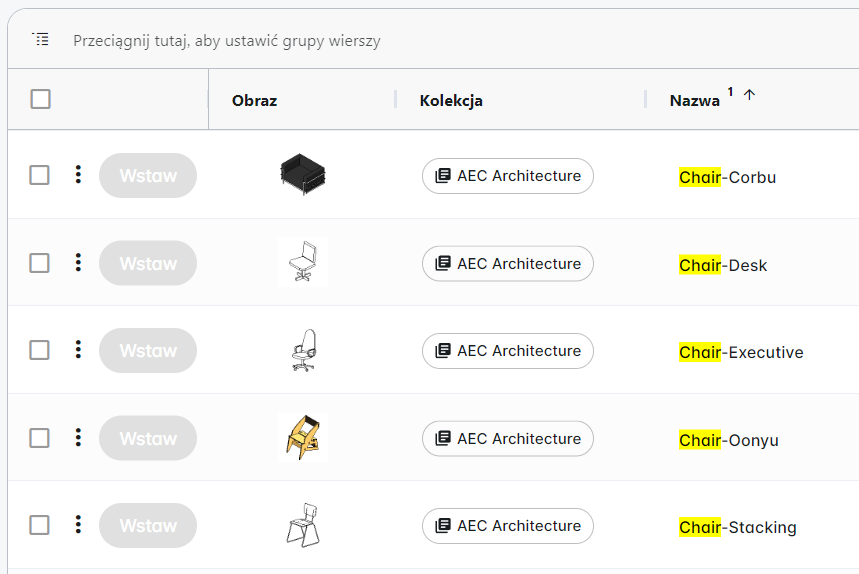 Przeciągnij tutaj, aby ustawić grupy wierszy
Obraz Kolekcja Nazwa 1
Wstaw AEC Architecture Chair-Corbu
Wstaw AEC Architecture Chair-Desk
Wstaw AEC Architecture Chair-Executive
Wstaw AEC Architecture Chair-Oonyu
Wstaw AEC Architecture Chair-Stacking